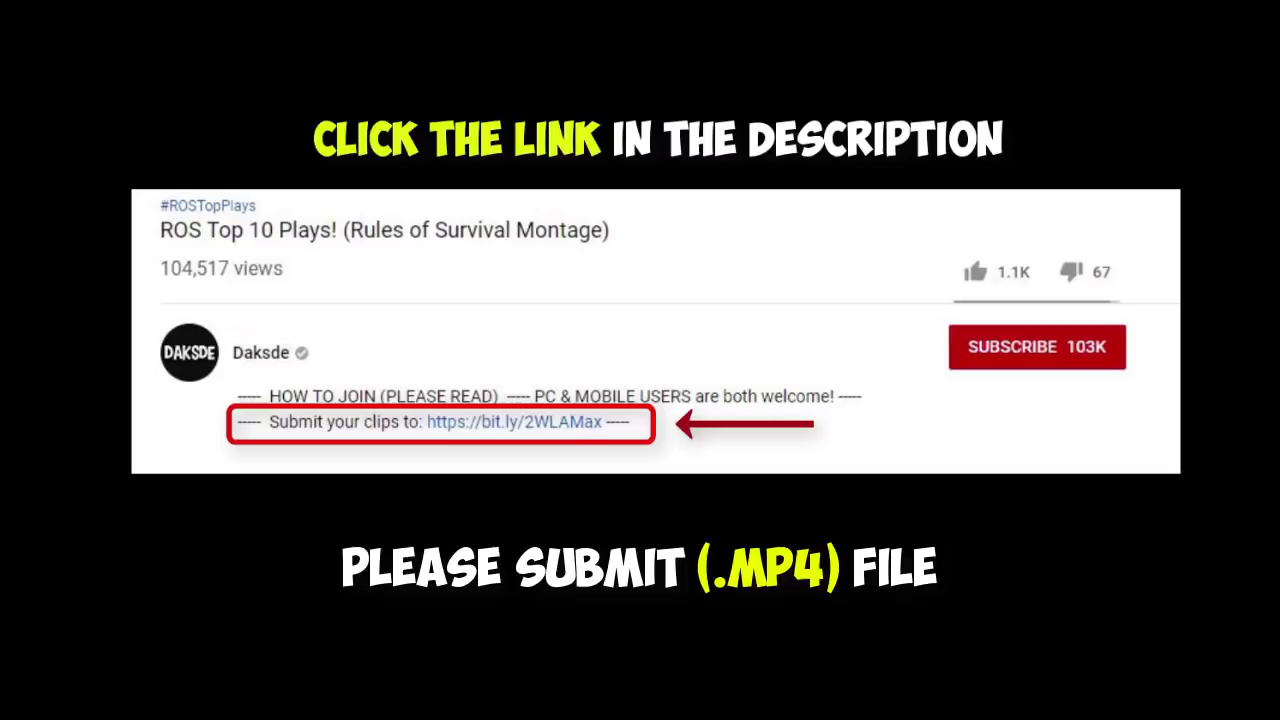 CLICK THE LINK IN THE DESCRIPTION
#ROSTopPlays
ROS Top 10 Plays! (Rules of Survival Montage)
104,517 views
1.1K 67
DAKSDE
Daksde
SUBSCRIBE 103K
----- HOW TO JOIN (PLEASE READ) ----- PC & MOBILE USERS are both welcome! -----
----- Submit your clips to: https://bit.ly/2WLAMax -----
PLEASE SUBMIT (.MP4) FILE